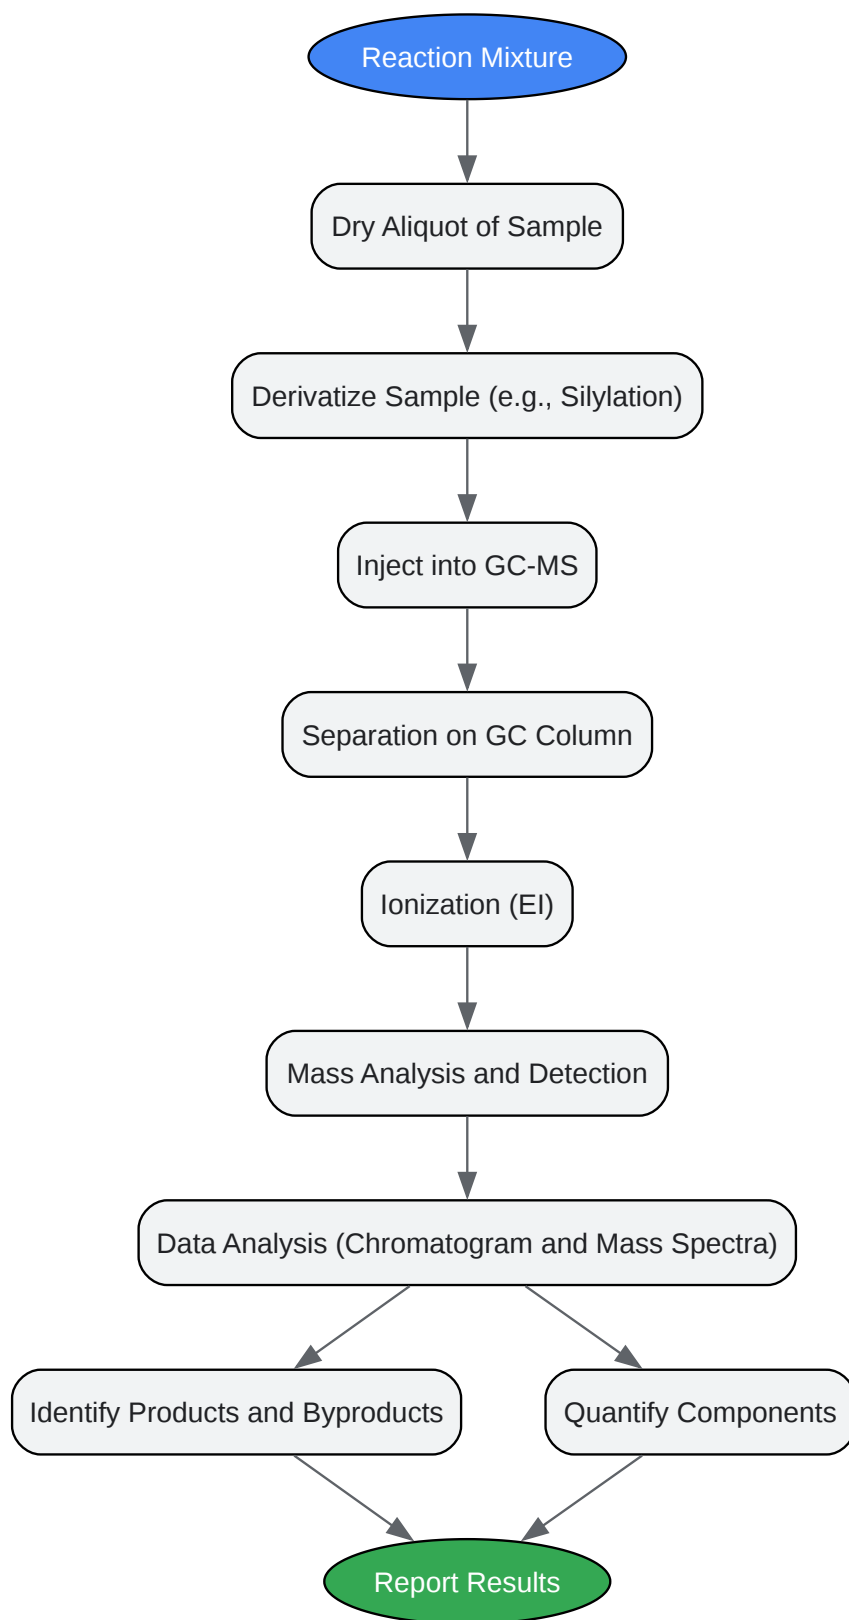 Reaction Mixture
Dry Aliquot of Sample
Derivatize Sample (e.g., Silylation)
Inject into GC-MS
Separation on GC Column
Ionization (EI)
Mass Analysis and Detection
Data Analysis (Chromatogram and Mass Spectra)
Identify Products and Byproducts
Quantify Components
Report Results